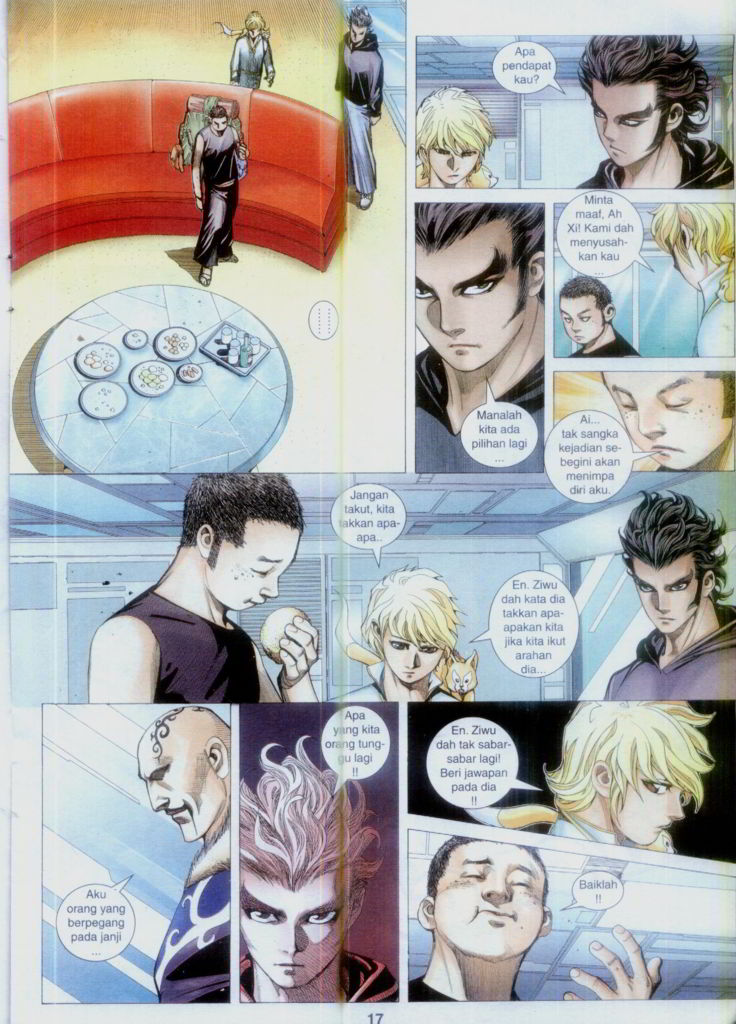 Apa
pendapat
kau?
Minta
maaf, Ah
Xi! Kami dah
menyusah-
kan kau
...
Manalah
kita ada
pilihan lagi
...
Ai...
tak sangka
kejadian se-
begini akan
menimpa
diri aku.
Jangan
takut, kita
takkan apa-
apa..
En. Ziwu
dah kata dia
takkan apa-
apakan kita
jika kita ikut
arahan
dia...
Aku
orang yang
berpegang
pada janji
...
Apa
yang kita
orang tung-
gu lagi
!!
En. Ziwu
dah tak sabar-
sabar lagi!
Beri jawapan
pada dia
!!
Baiklah
!!
17